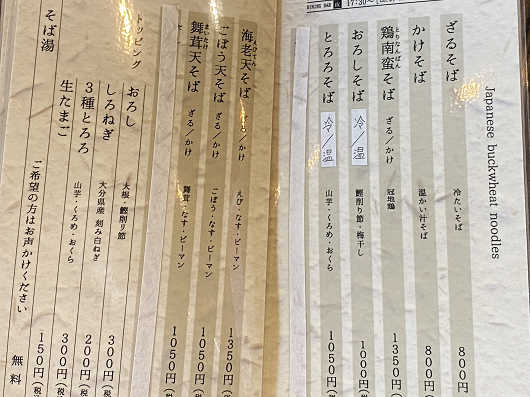 17:30～
Japanese buckwheat noodles
ざるそば 冷たいそば 800円
かけそば 温かい汁そば 800円
鶏南蛮そば ざる／かけ 冠地鶏 1350円
おろしそば 冷／温 鰹削り節・梅干し 1000円
とろろそば 冷／温 山芋・くろめ・おくら 1050円
海老天そば ざる／かけ えび・なす・ピーマン 1350円
ごぼう天そば ざる／かけ ごぼう・なす・ピーマン 1050円
舞茸天そば ざる／かけ 舞茸・なす・ピーマン 1050円
トッピング
おろし 大根・鰹削り節 300円(税
しろねぎ 大分県産 刻み白ねぎ 200円(税
3種とろろ 山芋・くろめ・おくら 300円(税
生たまご 150円(税
そば湯 ご希望の方はお声かけください 無料